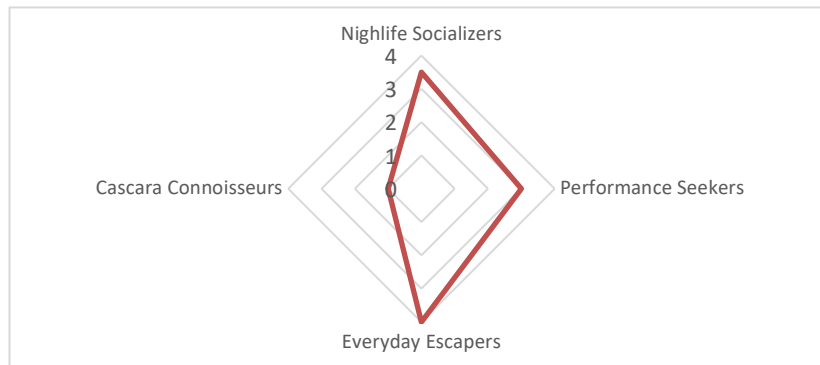 Nighlife Socializers
4
3
2
1
0
Cascara Connoisseurs
Performance Seekers
Everyday Escapers